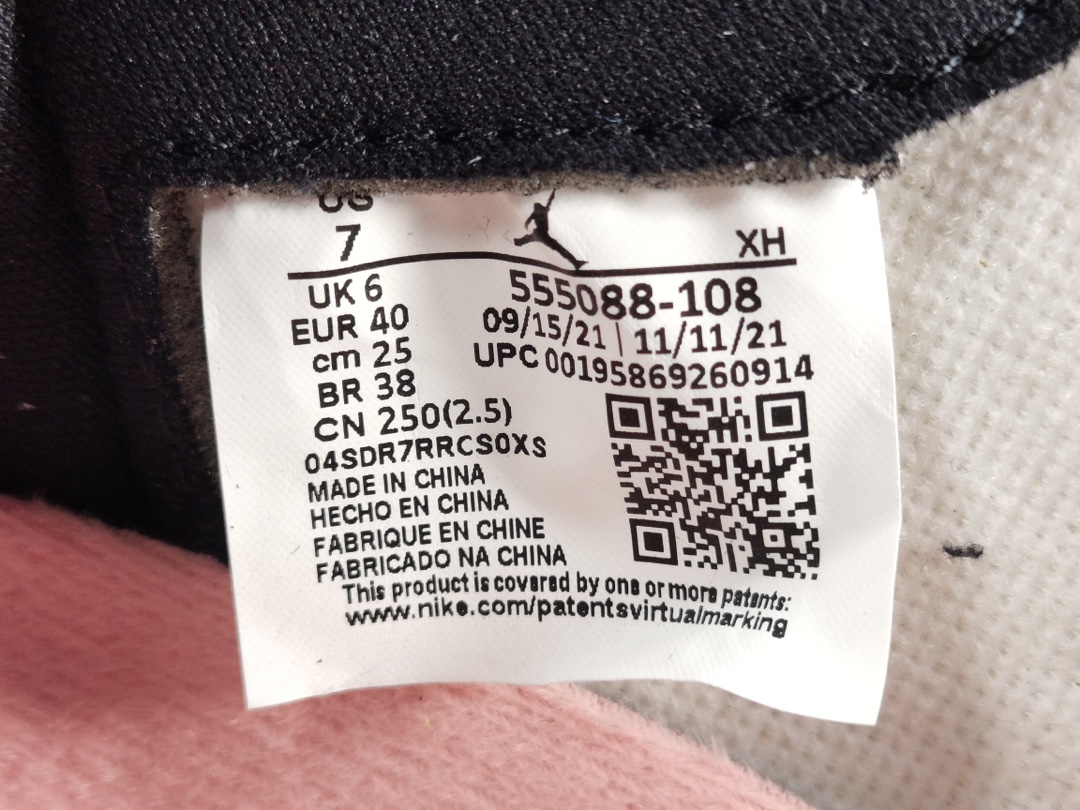 US
7
XH
UK 6
EUR 40
cm 25
BR 38
CN 250(2.5)
555088-108
09/15/21 | 11/11/21
UPC 00195869260914
04SDR7RRCS0XS
MADE IN CHINA
HECHO EN CHINA
FABRIQUE EN CHINE
FABRICADO NA CHINA
This product is covered by one or more patents:
www.nike.com/patentsvirtualmarking